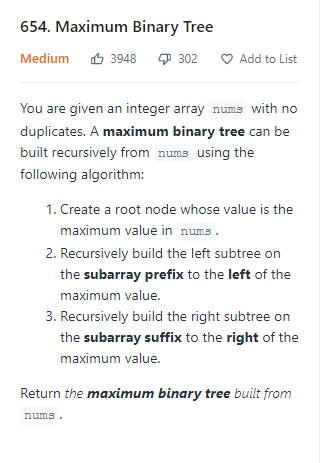 654. Maximum Binary Tree
Medium 3948 302 Add to List
You are given an integer array nums with no
duplicates. A maximum binary tree can be
built recursively from nums using the
following algorithm:
1. Create a root node whose value is the
maximum value in nums.
2. Recursively build the left subtree on
the subarray prefix to the left of the
maximum value.
3. Recursively build the right subtree on
the subarray suffix to the right of the
maximum value.
Return the maximum binary tree built from
nums.